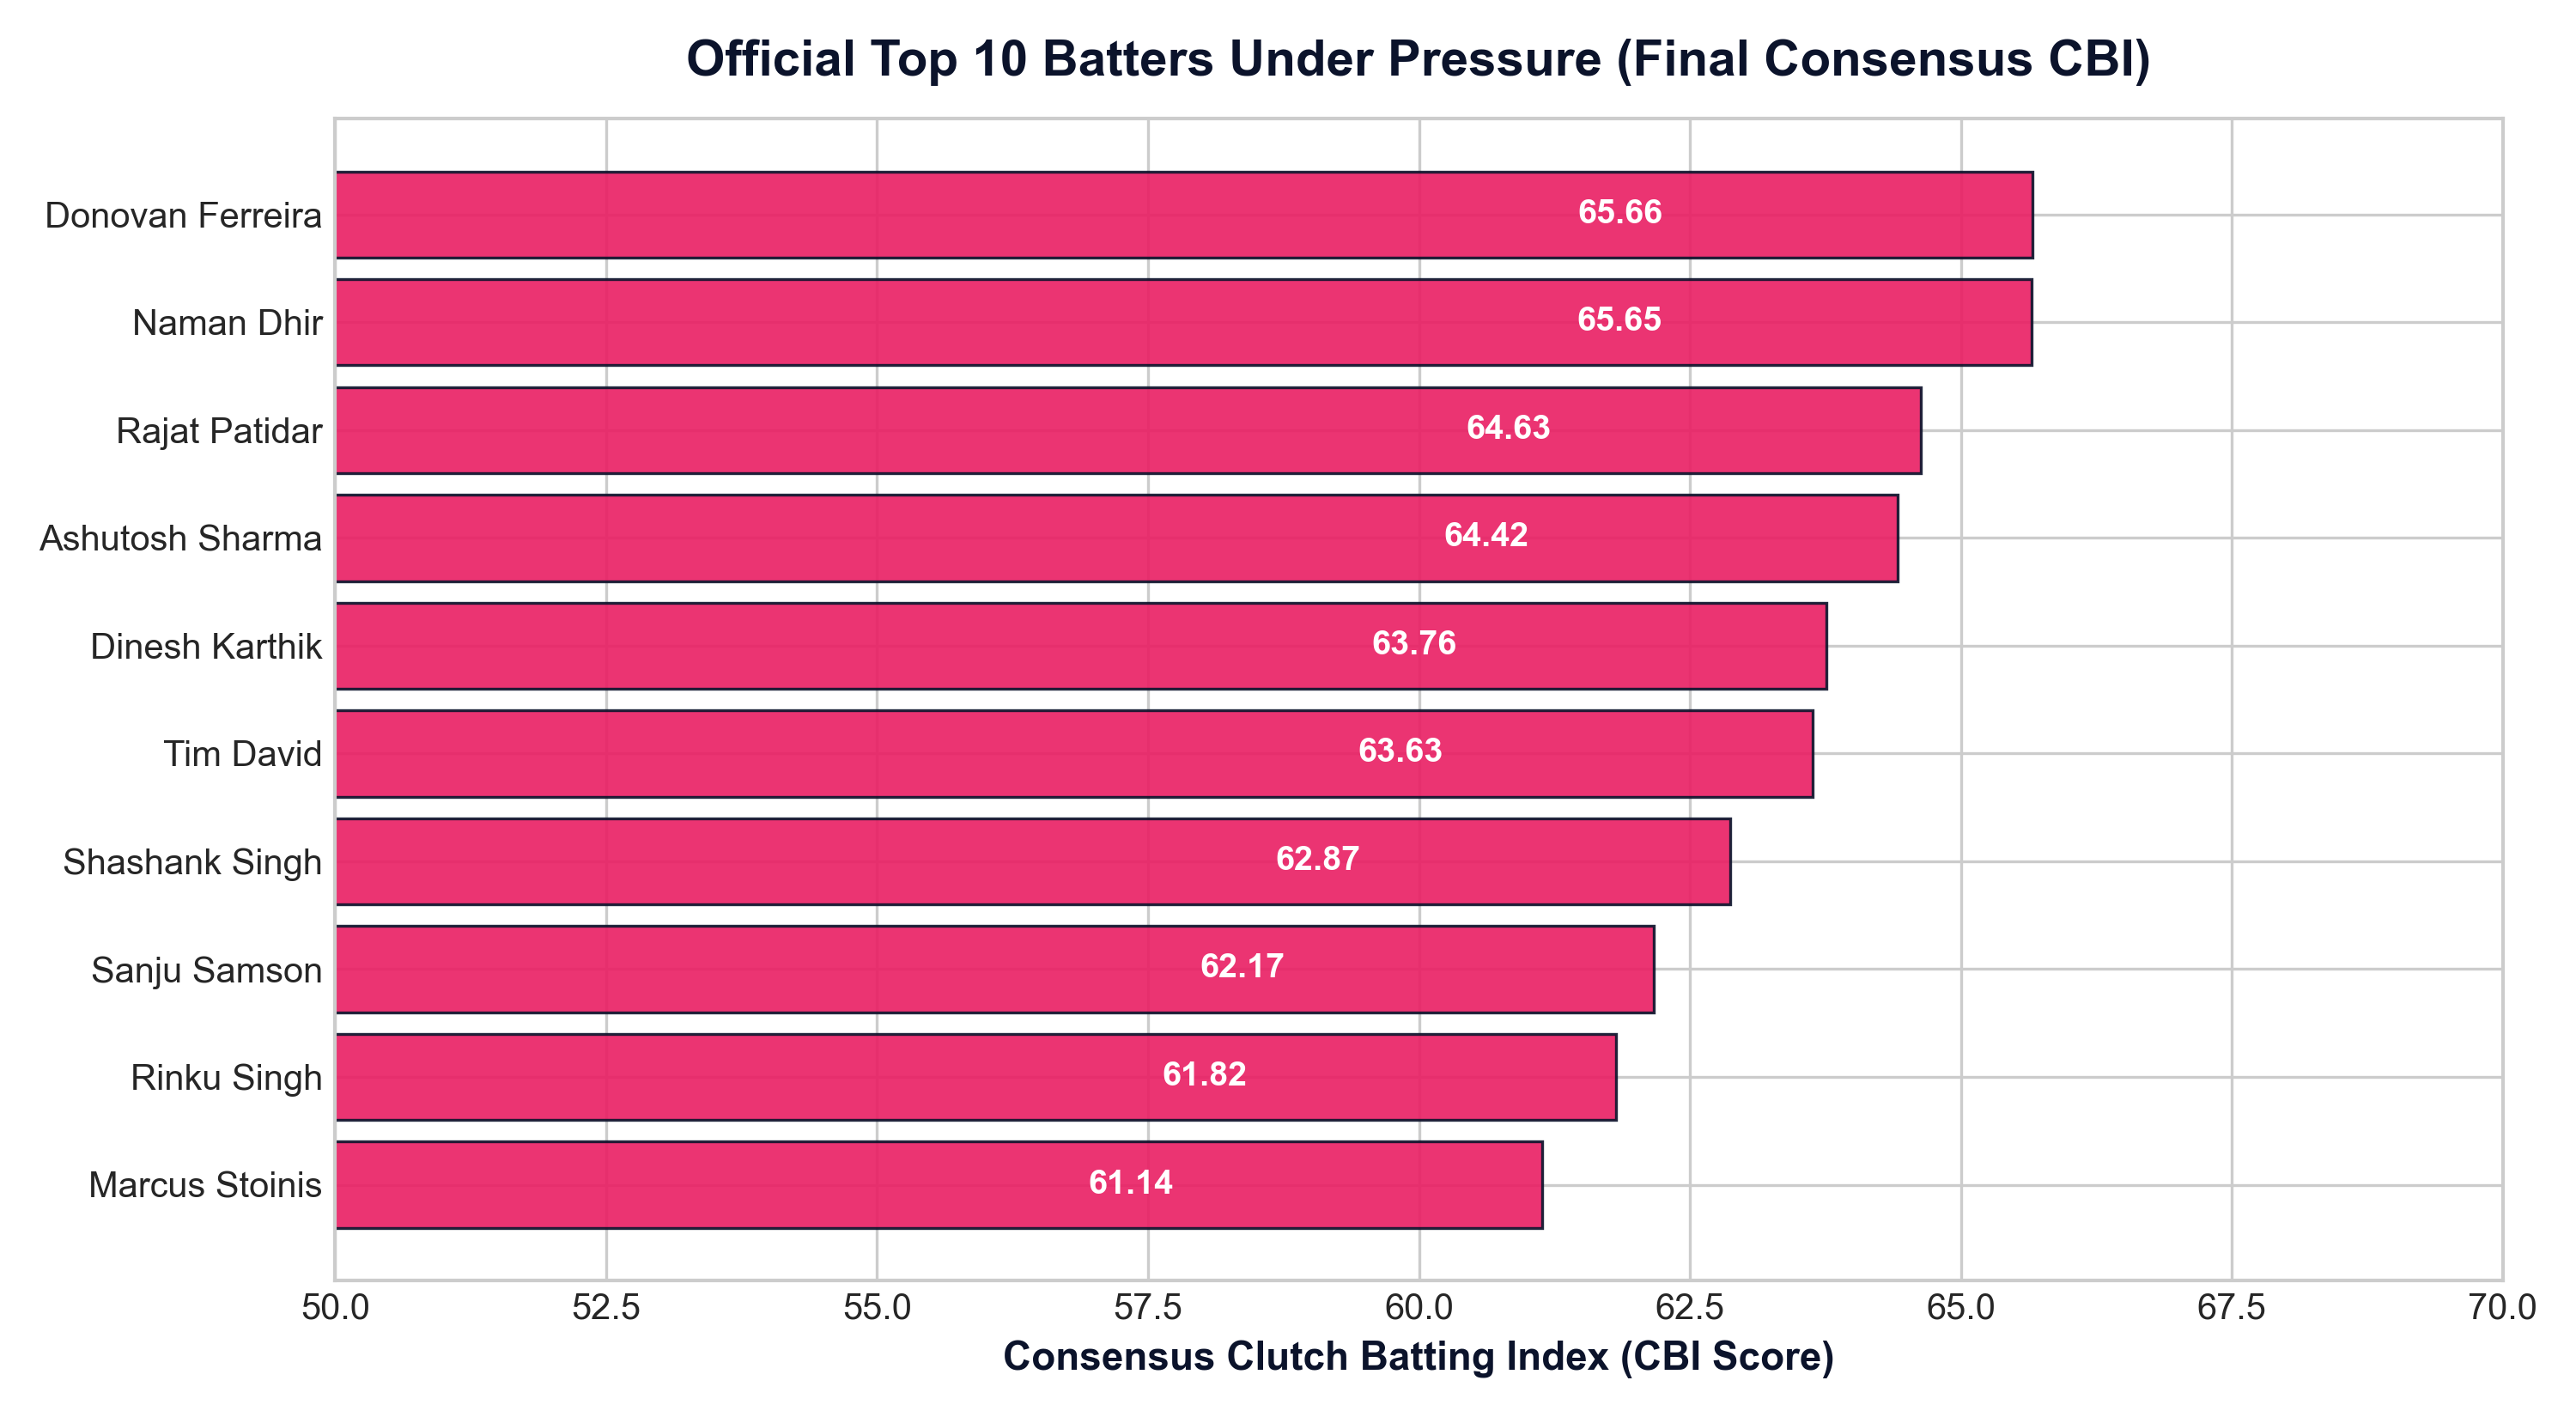 Official Top 10 Batters Under Pressure (Final Consensus CBI)
Donovan Ferreira 65.66
Naman Dhir 65.65
Rajat Patidar 64.63
Ashutosh Sharma 64.42
Dinesh Karthik 63.76
Tim David 63.63
Shashank Singh 62.87
Sanju Samson 62.17
Rinku Singh 61.82
Marcus Stoinis 61.14
50.0 52.5 55.0 57.5 60.0 62.5 65.0 67.5 70.0
Consensus Clutch Batting Index (CBI Score)